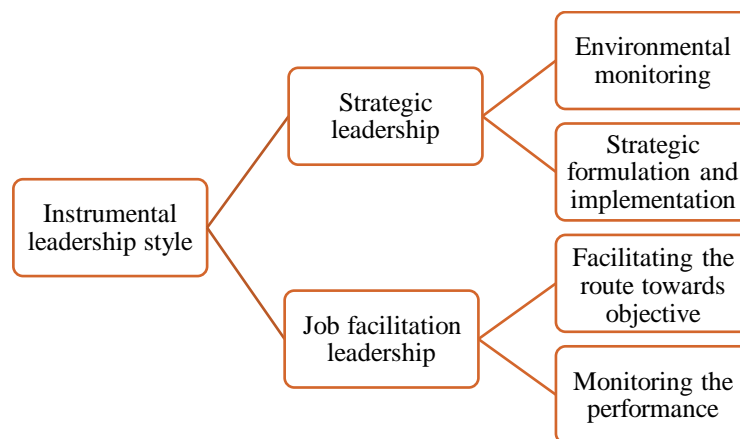 Environmental
monitoring
Strategic
leadership
Strategic
formulation and
implementation
Instrumental
leadership style
Facilitating the
route towards
objective
Job facilitation
leadership
Monitoring the
performance